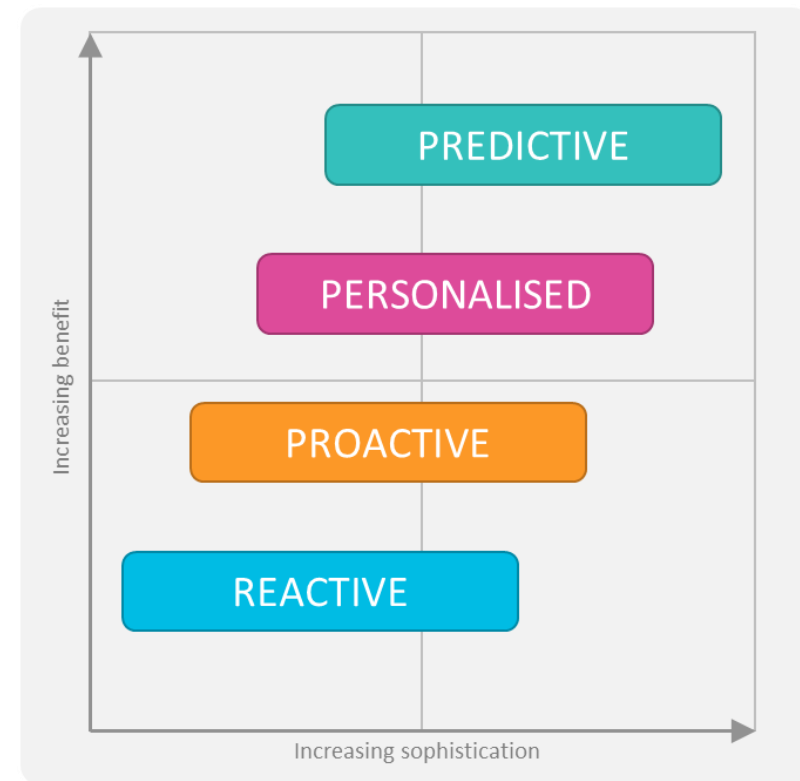 PREDICTIVE
PERSONALISED
PROACTIVE
REACTIVE
Increasing benefit
Increasing sophistication